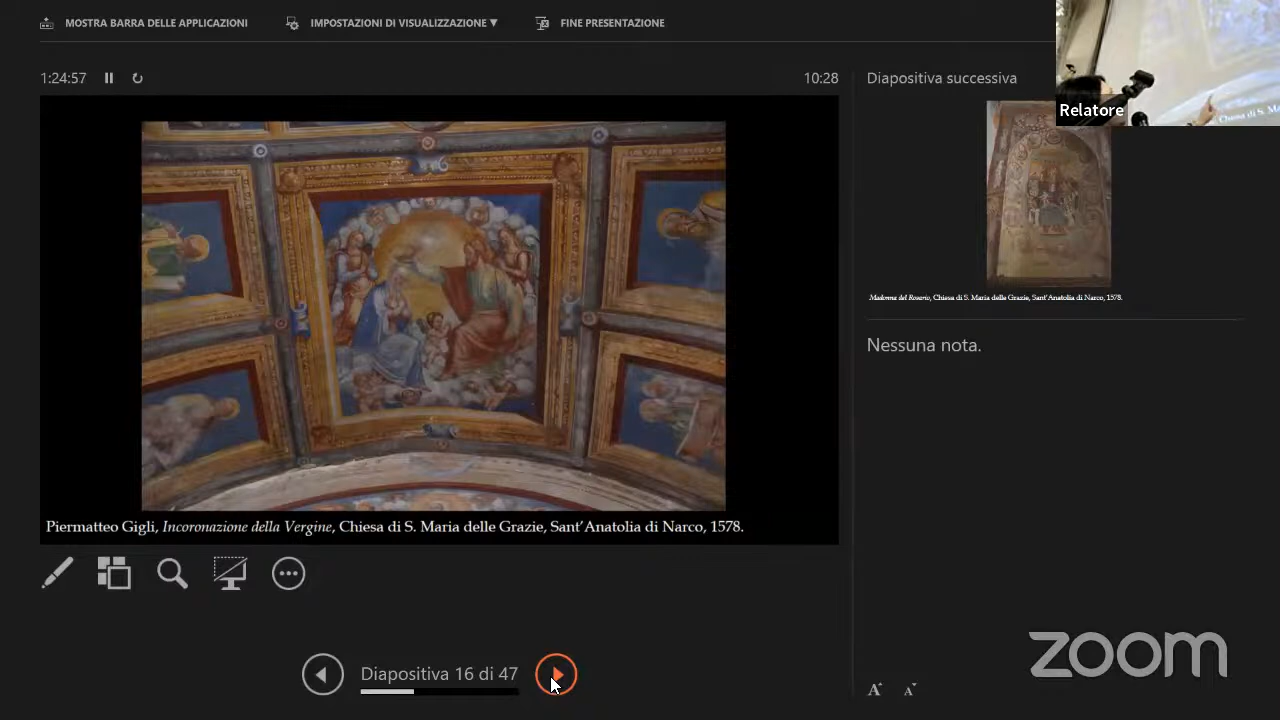 MOSTRA BARRA DELLE APPLICAZIONI
IMPOSTAZIONI DI VISUALIZZAZIONE ▼
FINE PRESENTAZIONE
1:24:57
10:28
Diapositiva successiva
Relatore
Chiesa di S. M
Madonna del Rosario, Chiesa di S. Maria delle Grazie, Sant'Anatolia di Narco, 1578.
Nessuna nota.
Piermatteo Gigli, Incoronazione della Vergine, Chiesa di S. Maria delle Grazie, Sant'Anatolia di Narco, 1578.
Diapositiva 16 di 47
A A
zoom